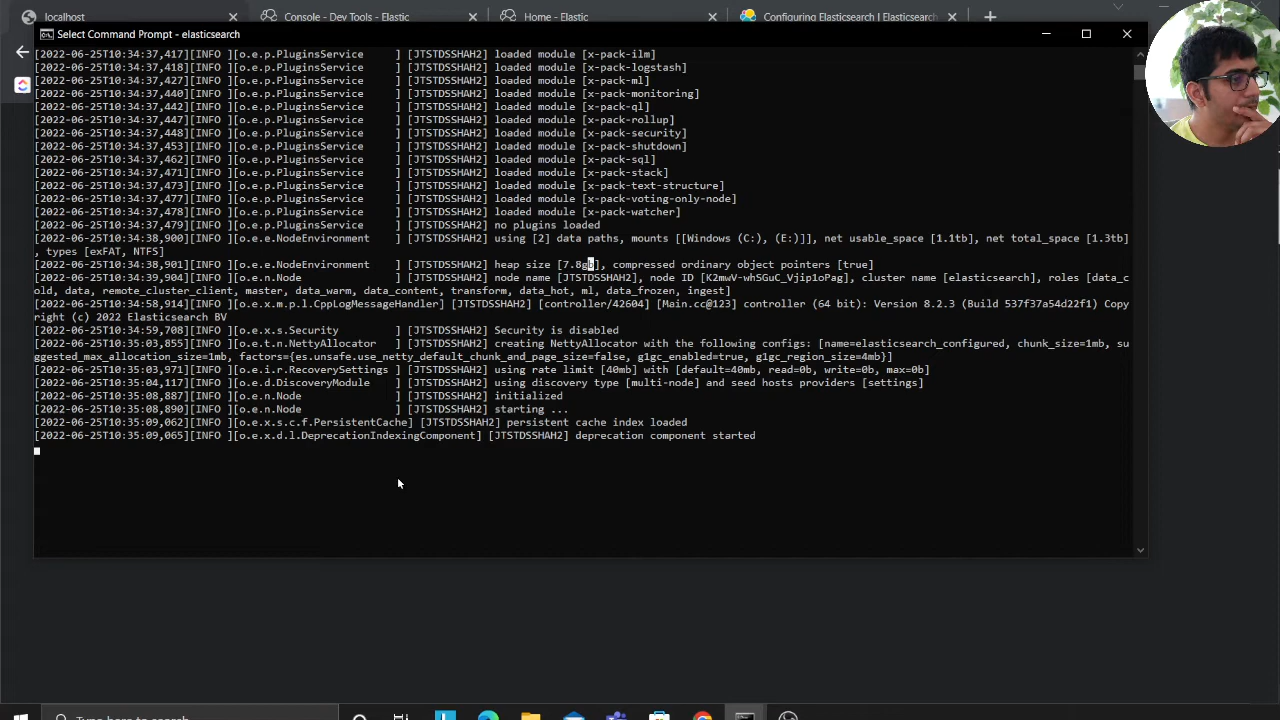 localhost
Console - Dev Tools - Elastic
Home - Elastic
Configuring Elasticsearch | Elasticsearch
Select Command Prompt - elasticsearch
[2022-06-25T10:34:37,417][INFO ][o.e.p.PluginsService     ] [JTSTDSSHAH2] loaded module [x-pack-ilm]
[2022-06-25T10:34:37,418][INFO ][o.e.p.PluginsService     ] [JTSTDSSHAH2] loaded module [x-pack-logstash]
[2022-06-25T10:34:37,427][INFO ][o.e.p.PluginsService     ] [JTSTDSSHAH2] loaded module [x-pack-ml]
[2022-06-25T10:34:37,440][INFO ][o.e.p.PluginsService     ] [JTSTDSSHAH2] loaded module [x-pack-monitoring]
[2022-06-25T10:34:37,442][INFO ][o.e.p.PluginsService     ] [JTSTDSSHAH2] loaded module [x-pack-ql]
[2022-06-25T10:34:37,447][INFO ][o.e.p.PluginsService     ] [JTSTDSSHAH2] loaded module [x-pack-rollup]
[2022-06-25T10:34:37,448][INFO ][o.e.p.PluginsService     ] [JTSTDSSHAH2] loaded module [x-pack-security]
[2022-06-25T10:34:37,453][INFO ][o.e.p.PluginsService     ] [JTSTDSSHAH2] loaded module [x-pack-shutdown]
[2022-06-25T10:34:37,462][INFO ][o.e.p.PluginsService     ] [JTSTDSSHAH2] loaded module [x-pack-sql]
[2022-06-25T10:34:37,471][INFO ][o.e.p.PluginsService     ] [JTSTDSSHAH2] loaded module [x-pack-stack]
[2022-06-25T10:34:37,473][INFO ][o.e.p.PluginsService     ] [JTSTDSSHAH2] loaded module [x-pack-text-structure]
[2022-06-25T10:34:37,477][INFO ][o.e.p.PluginsService     ] [JTSTDSSHAH2] loaded module [x-pack-voting-only-node]
[2022-06-25T10:34:37,478][INFO ][o.e.p.PluginsService     ] [JTSTDSSHAH2] loaded module [x-pack-watcher]
[2022-06-25T10:34:37,479][INFO ][o.e.p.PluginsService     ] [JTSTDSSHAH2] no plugins loaded
[2022-06-25T10:34:38,900][INFO ][o.e.e.NodeEnvironment    ] [JTSTDSSHAH2] using [2] data paths, mounts [[Windows (C:), (E:)]], net usable_space [1.1tb], net total_space [1.3tb]
, types [exFAT, NTFS]
[2022-06-25T10:34:38,901][INFO ][o.e.e.NodeEnvironment    ] [JTSTDSSHAH2] heap size [7.8gb], compressed ordinary object pointers [true]
[2022-06-25T10:34:39,904][INFO ][o.e.n.Node               ] [JTSTDSSHAH2] node name [JTSTDSSHAH2], node ID [K2mwV-whSGuC_Vjip1oPag], cluster name [elasticsearch], roles [data_c
old, data, remote_cluster_client, master, data_warm, data_content, transform, data_hot, ml, data_frozen, ingest]
[2022-06-25T10:34:58,914][INFO ][o.e.x.m.p.l.CppLogMessageHandler] [JTSTDSSHAH2] [controller/42604] [Main.cc@123] controller (64 bit): Version 8.2.3 (Build 537f37a54d22f1) Copy
right (c) 2022 Elasticsearch BV
[2022-06-25T10:34:59,708][INFO ][o.e.x.s.Security         ] [JTSTDSSHAH2] Security is disabled
[2022-06-25T10:35:03,855][INFO ][o.e.t.n.NettyAllocator   ] [JTSTDSSHAH2] creating NettyAllocator with the following configs: [name=elasticsearch_configured, chunk_size=1mb, su
ggested_max_allocation_size=1mb, factors={es.unsafe.use_netty_default_chunk_and_page_size=false, g1gc_enabled=true, g1gc_region_size=4mb}]
[2022-06-25T10:35:03,971][INFO ][o.e.i.r.RecoverySettings ] [JTSTDSSHAH2] using rate limit [40mb] with [default=40mb, read=0b, write=0b, max=0b]
[2022-06-25T10:35:04,117][INFO ][o.e.d.DiscoveryModule    ] [JTSTDSSHAH2] using discovery type [multi-node] and seed hosts providers [settings]
[2022-06-25T10:35:08,887][INFO ][o.e.n.Node               ] [JTSTDSSHAH2] initialized
[2022-06-25T10:35:08,890][INFO ][o.e.n.Node               ] [JTSTDSSHAH2] starting ...
[2022-06-25T10:35:09,062][INFO ][o.e.x.s.c.f.PersistentCache] [JTSTDSSHAH2] persistent cache index loaded
[2022-06-25T10:35:09,065][INFO ][o.e.x.d.l.DeprecationIndexingComponent] [JTSTDSSHAH2] deprecation component started
Type here to search